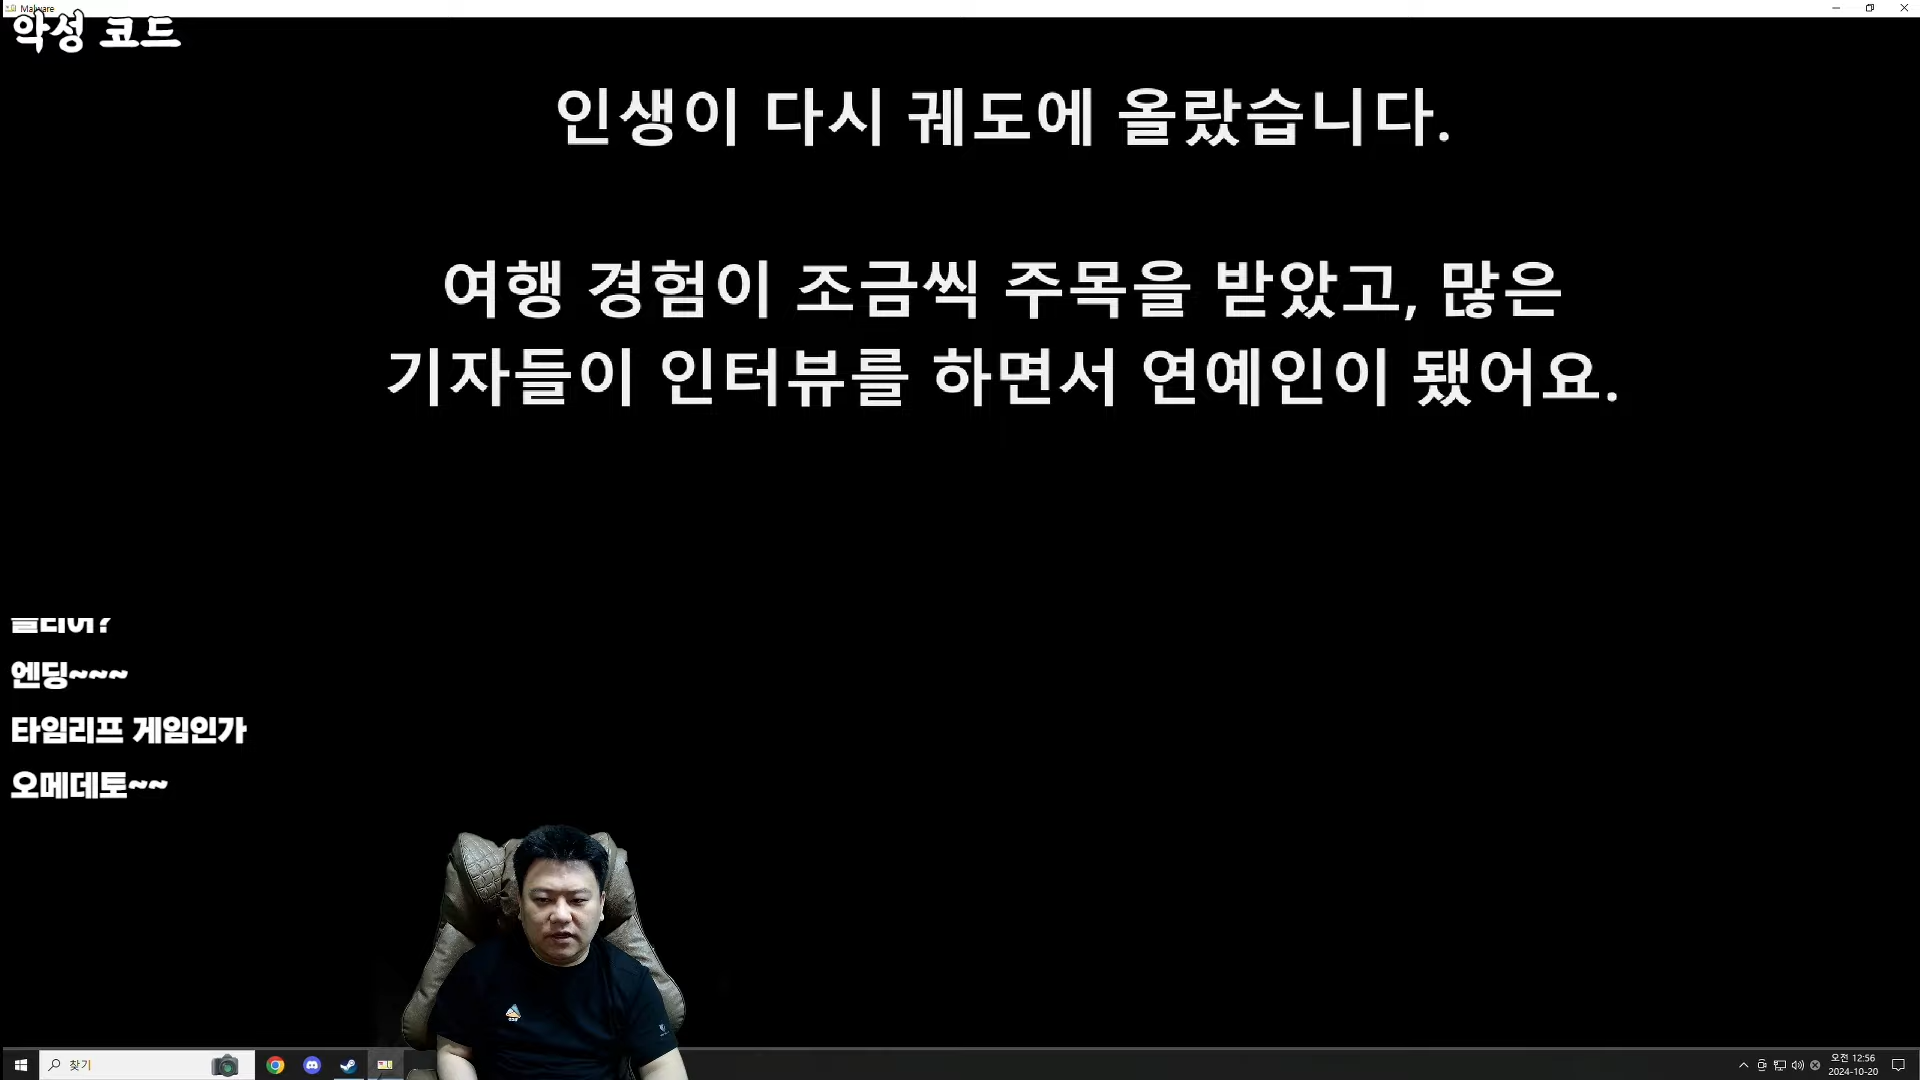 Malware
악성 코드
인생이 다시 궤도에 올랐습니다.
여행 경험이 조금씩 주목을 받았고, 많은
기자들이 인터뷰를 하면서 연예인이 됐어요.
엔딩~~~
타임리프 게임인가
오메데토~~
찾기
오전 12:56
2024-10-20